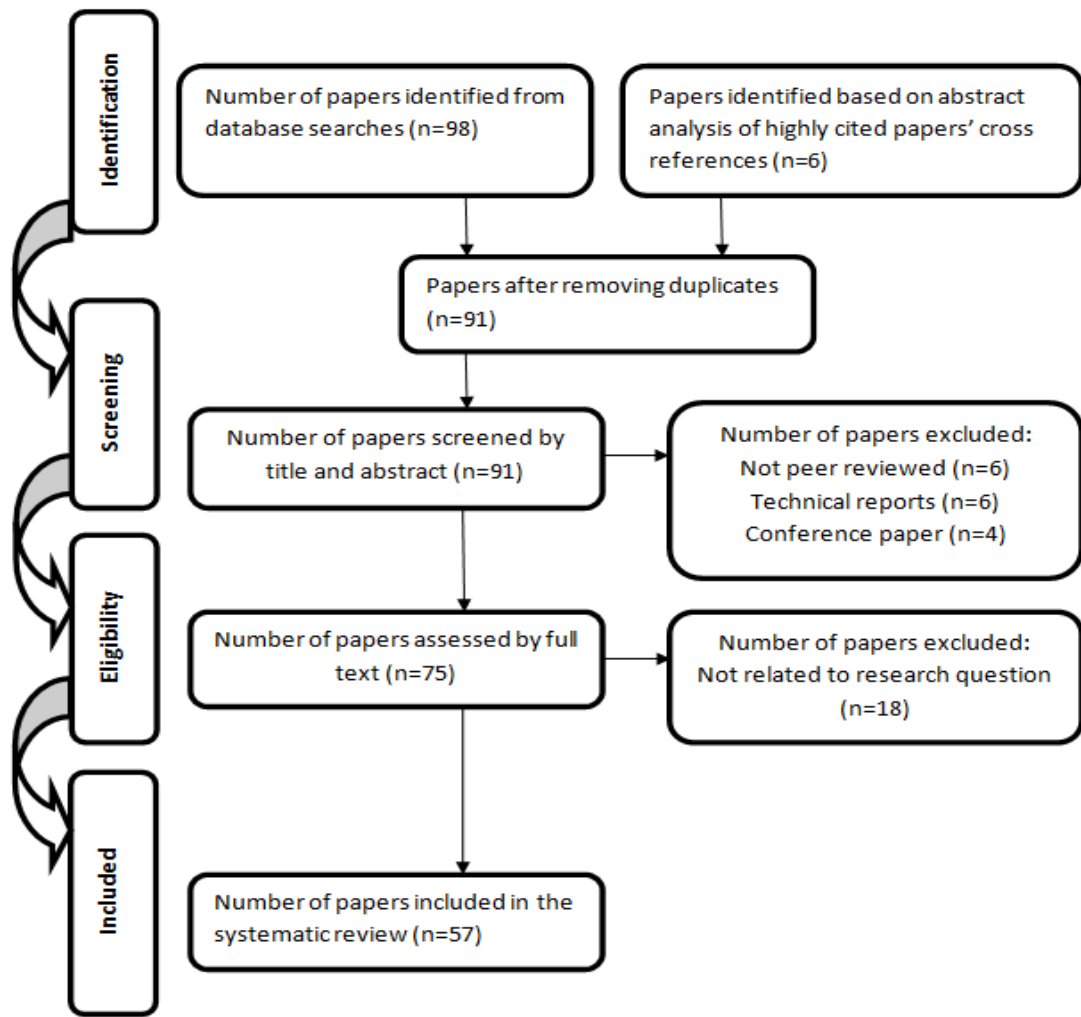 Identification
Number of papers identified from
database searches (n=98)
Papers identified based on abstract
analysis of highly cited papers’ cross
references (n=6)
Papers after removing duplicates
(n=91)
Screening
Number of papers screened by
title and abstract (n=91)
Number of papers excluded:
Not peer reviewed (n=6)
Technical reports (n=6)
Conference paper (n=4)
Eligibility
Number of papers assessed by full
text (n=75)
Number of papers excluded:
Not related to research question
(n=18)
Included
Number of papers included in the
systematic review (n=57)